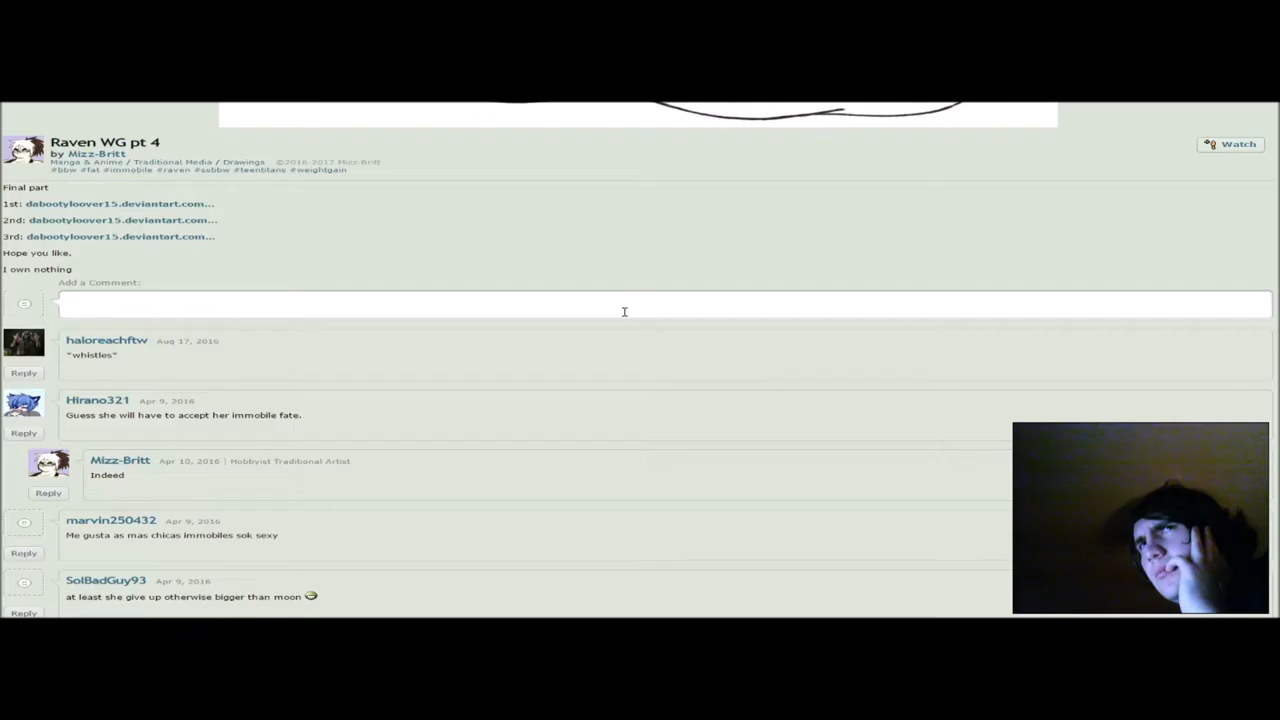 Raven WG pt 4
by Mizz-Britt
Watch
Manga & Anime / Traditional Media / Drawings ©2016-2017 Mizz-Britt
#bbw #fat #immobile #raven #ssbbw #teentitans #weightgain
Final part
1st: dabootyloover15.deviantart.com...
2nd: dabootyloover15.deviantart.com...
3rd: dabootyloover15.deviantart.com...
Hope you like.
I own nothing
Add a Comment:
haloreachftw Aug 17, 2016
*whistles*
Reply
Hirano321 Apr 9, 2016
Guess she will have to accept her immobile fate.
Reply
Mizz-Britt Apr 10, 2016 | Hobbyist Traditional Artist
Indeed
Reply
marvin250432 Apr 9, 2016
Me gusta as mas chicas immobiles sok sexy
Reply
SolBadGuy93 Apr 9, 2016
at least she give up otherwise bigger than moon
Reply